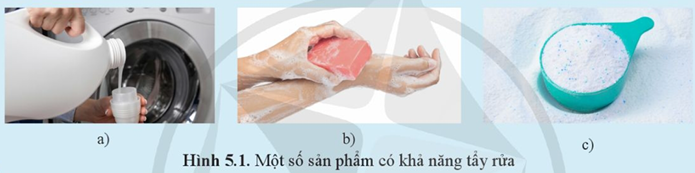 a)
b)
c)
Hình 5.1. Một số sản phẩm có khả năng tẩy rửa